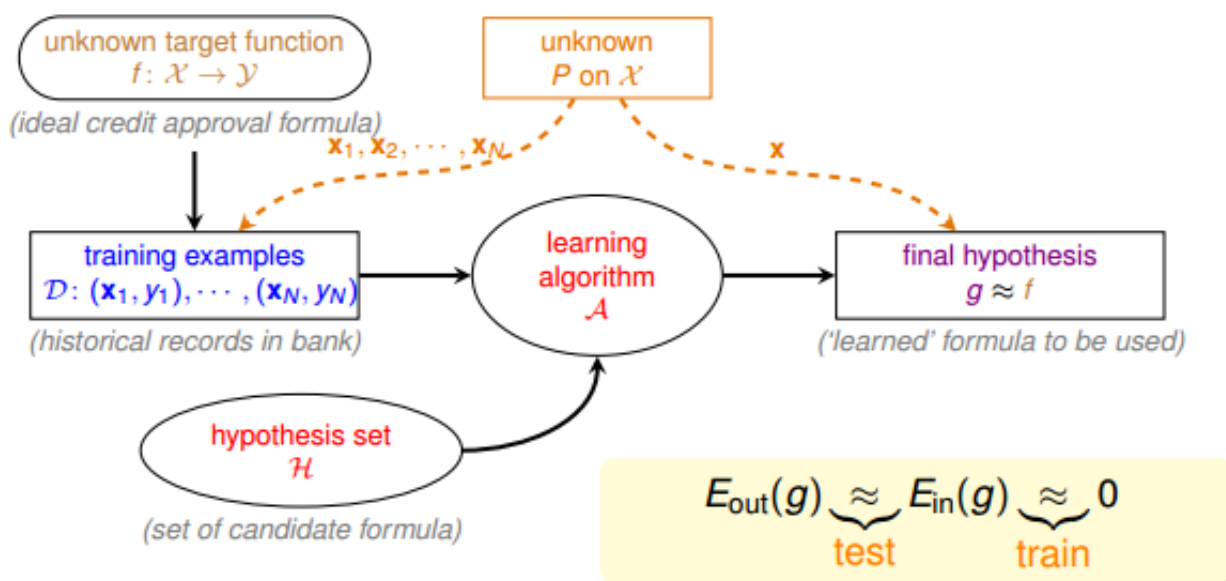 unknown target function
f: 𝒳 → 𝒴
(ideal credit approval formula)
unknown
P on 𝒳
x₁, x₂, ⋯ , x_N
x
training examples
𝒟: (x₁, y₁), ⋯ , (x_N, y_N)
(historical records in bank)
learning
algorithm
𝒜
final hypothesis
g ≈ f
('learned' formula to be used)
hypothesis set
ℋ
(set of candidate formula)
E_out(g) ≈ E_in(g) ≈ 0
test train